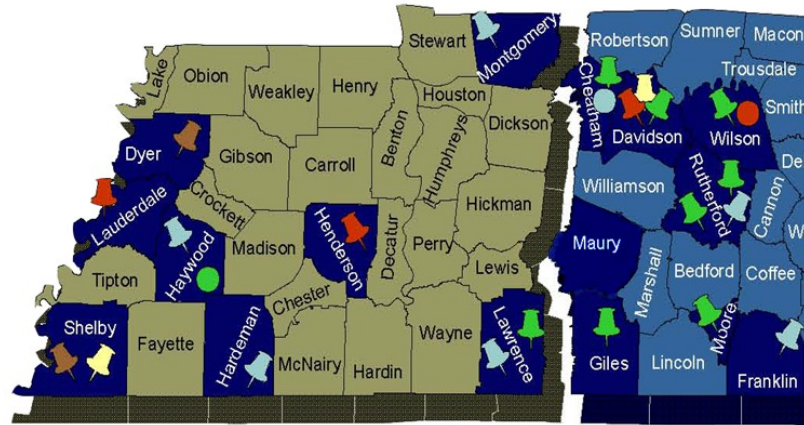 Stewart
Montgomery
Robertson
Sumner
Macon
Lake
Obion
Weakley
Henry
Houston
Cheatham
Trousdale
Smith
Dyer
Gibson
Carroll
Benton
Humphreys
Dickson
Davidson
Wilson
De
Lauderdale
Crockett
Hickman
Williamson
Rutherford
Cannon
W
Haywood
Madison
Henderson
Decatur
Perry
Maury
Tipton
Chester
Lewis
Marshall
Bedford
Coffee
Shelby
Fayette
Hardeman
McNairy
Hardin
Wayne
Lawrence
Giles
Lincoln
Moore
Franklin